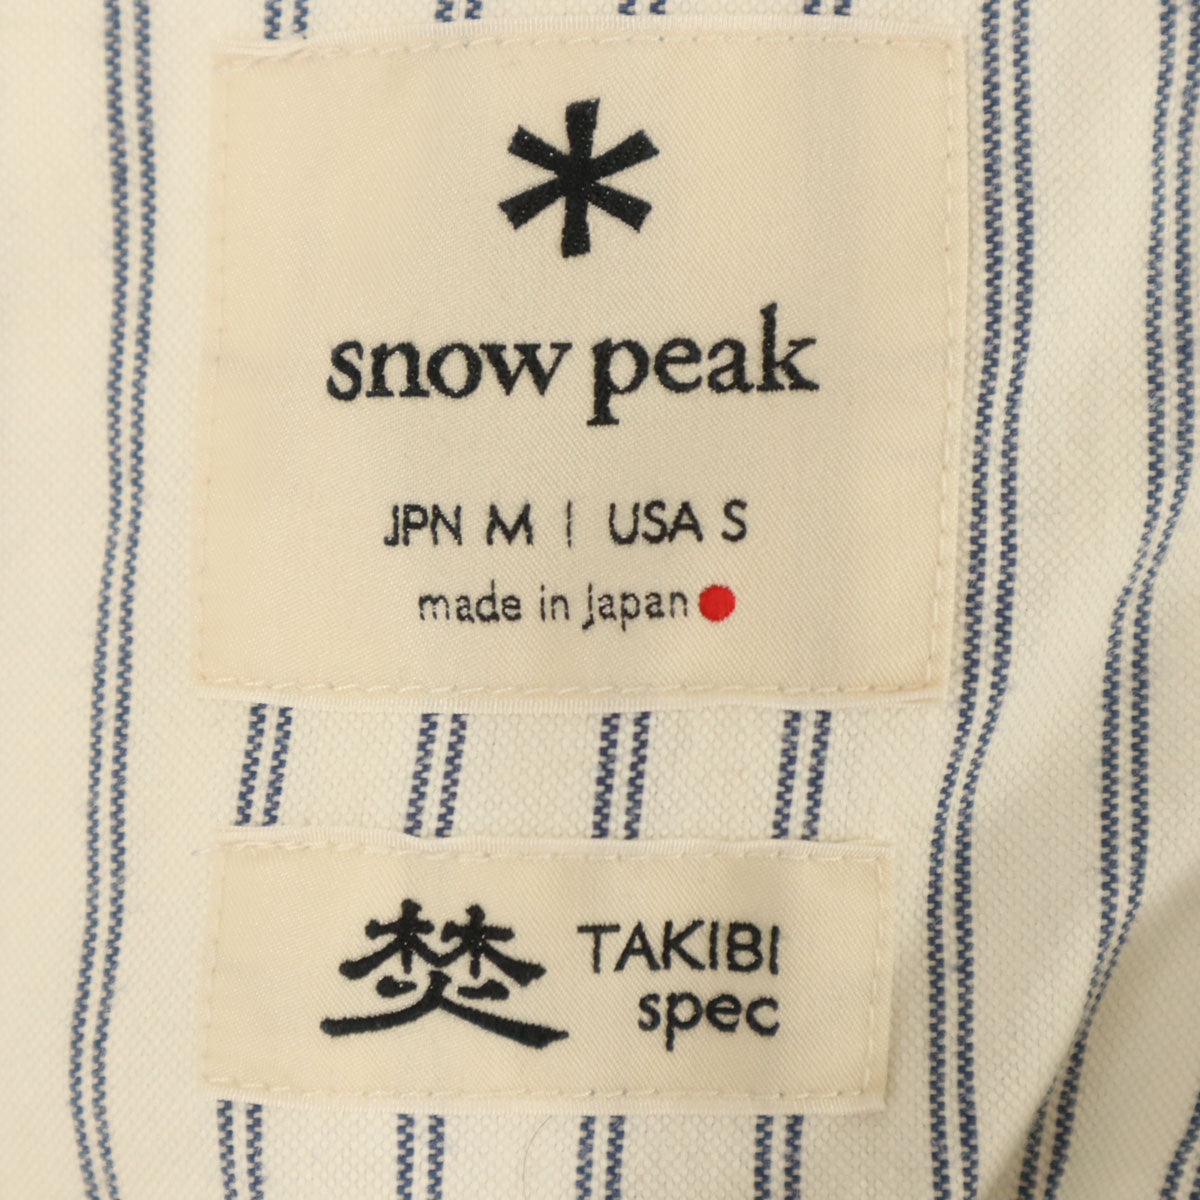 snow peak
JPN M | USA S
made in Japan
焚 TAKIBI
spec